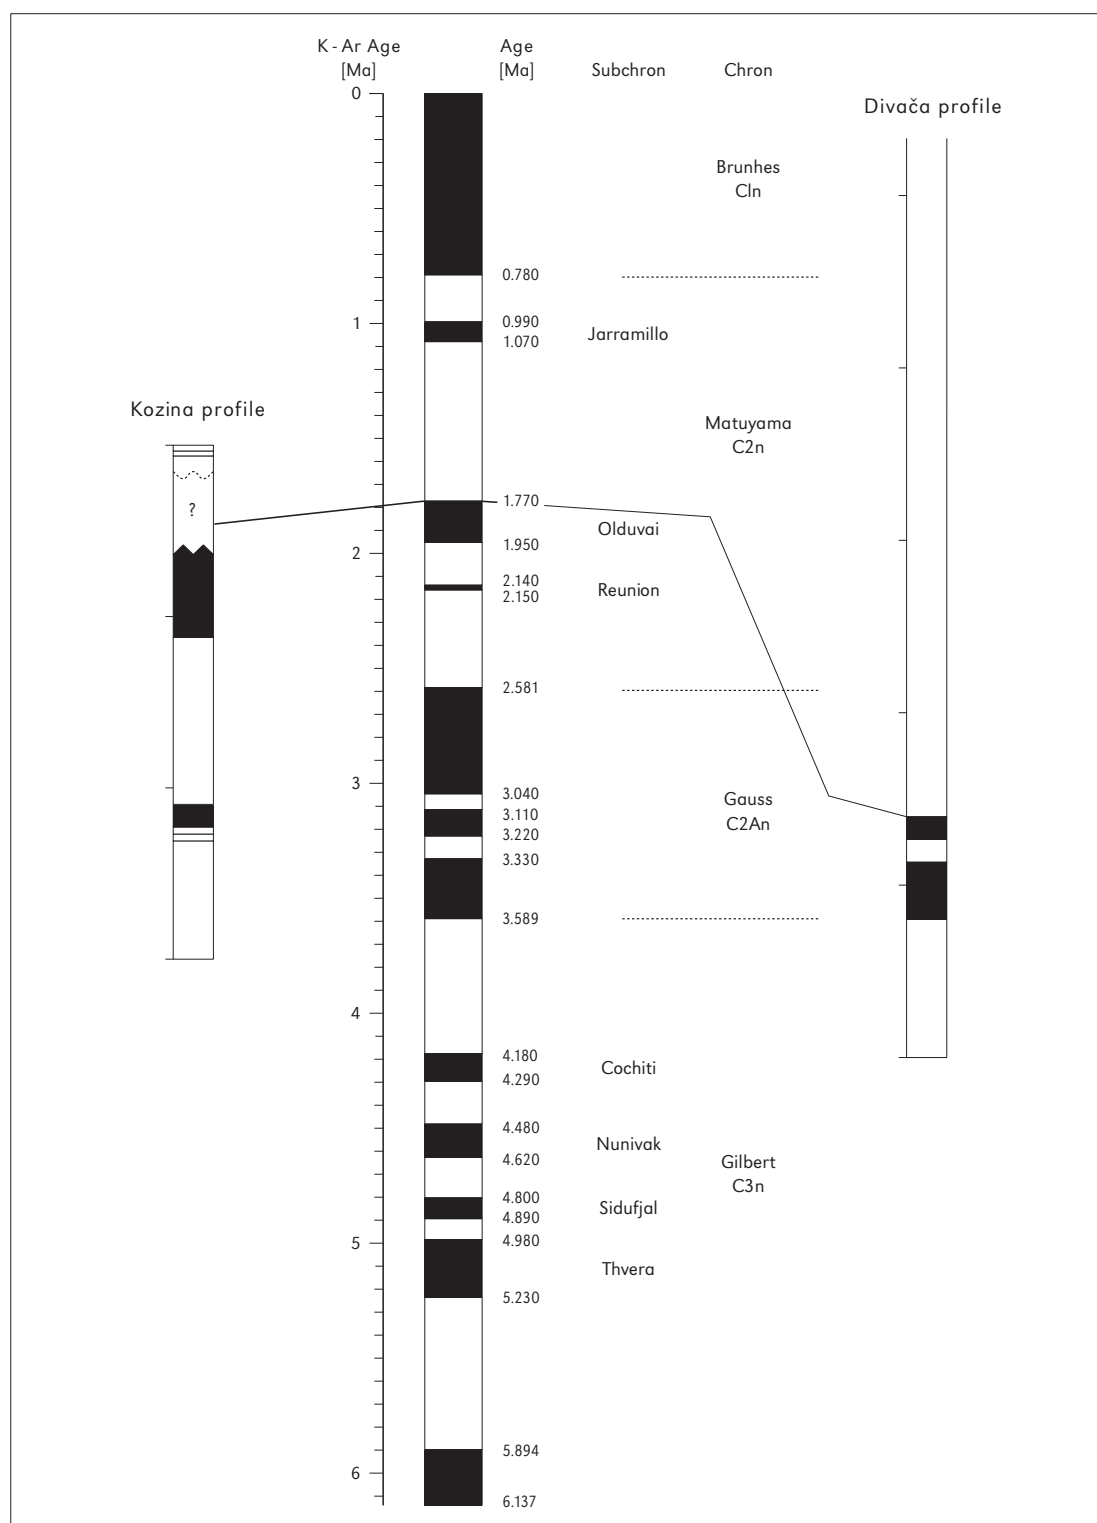 K - Ar Age
[Ma]
Age
[Ma]
Subchron
Chron
Divača profile
Kozina profile
0
1
2
3
4
5
6
?
0.780
0.990
1.070
1.770
1.950
2.140
2.150
2.581
3.040
3.110
3.220
3.330
3.589
4.180
4.290
4.480
4.620
4.800
4.890
4.980
5.230
5.894
6.137
Jarramillo
Olduvai
Reunion
Cochiti
Nunivak
Sidufjal
Thvera
Brunhes
Cln
Matuyama
C2n
Gauss
C2An
Gilbert
C3n